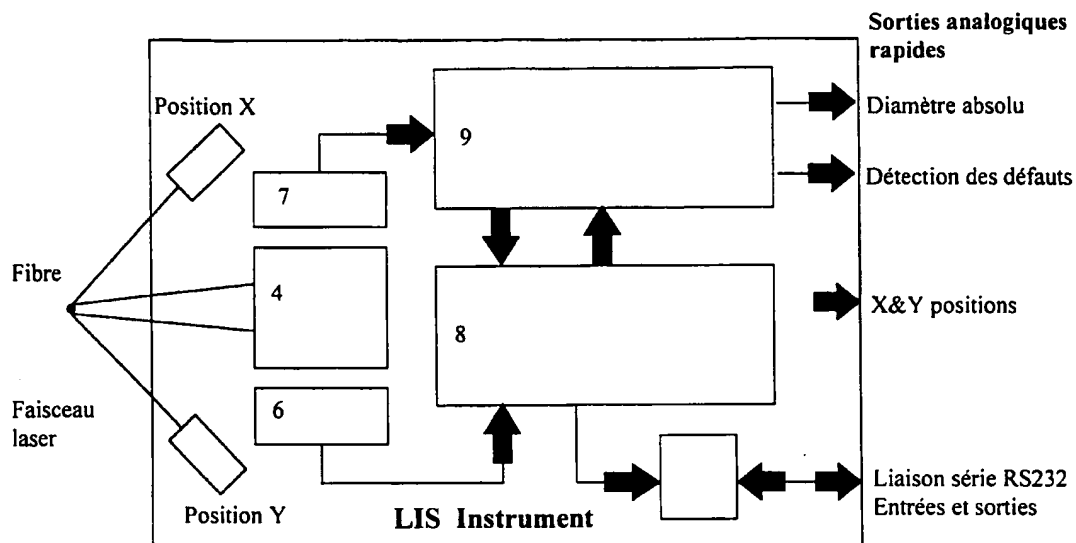 Sorties analogiques
rapides
Position X
Diamètre absolu
9
Détection des défauts
7
Fibre
4
X&Y positions
8
Faisceau
laser
6
Position Y
LIS Instrument
Liaison série RS232
Entrées et sorties